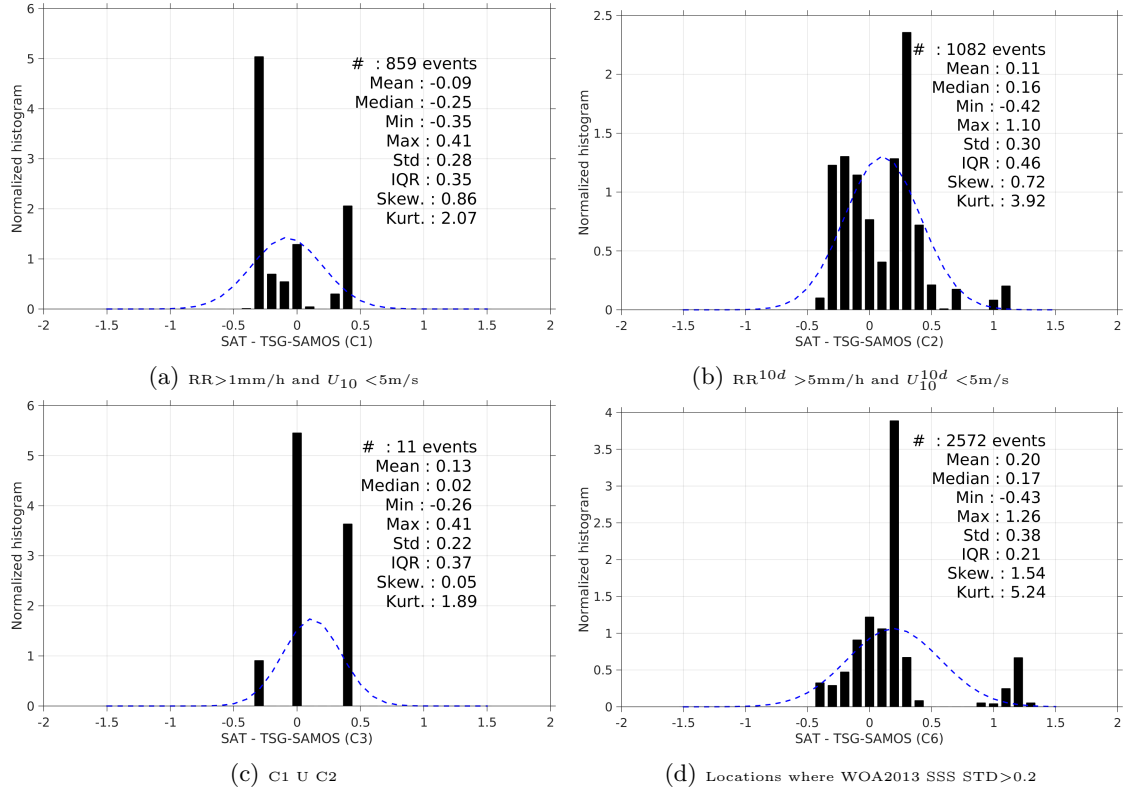 6
5
4
3
2
1
0
Normalized histogram
# : 859 events
Mean : -0.09
Median : -0.25
Min : -0.35
Max : 0.41
Std : 0.28
IQR : 0.35
Skew. : 0.86
Kurt. : 2.07
-2 -1.5 -1 -0.5 0 0.5 1 1.5 2
SAT - TSG-SAMOS (C1)
(a) RR>1mm/h and U10 <5m/s
2.5
2
1.5
1
0.5
0
Normalized histogram
# : 1082 events
Mean : 0.11
Median : 0.16
Min : -0.42
Max : 1.10
Std : 0.30
IQR : 0.46
Skew. : 0.72
Kurt. : 3.92
-2 -1.5 -1 -0.5 0 0.5 1 1.5 2
SAT - TSG-SAMOS (C2)
(b) RR10d >5mm/h and U10 10d <5m/s
6
5
4
3
2
1
0
Normalized histogram
# : 11 events
Mean : 0.13
Median : 0.02
Min : -0.26
Max : 0.41
Std : 0.22
IQR : 0.37
Skew. : 0.05
Kurt. : 1.89
-2 -1.5 -1 -0.5 0 0.5 1 1.5 2
SAT - TSG-SAMOS (C3)
(c) C1 U C2
4
3.5
3
2.5
2
1.5
1
0.5
0
Normalized histogram
# : 2572 events
Mean : 0.20
Median : 0.17
Min : -0.43
Max : 1.26
Std : 0.38
IQR : 0.21
Skew. : 1.54
Kurt. : 5.24
-2 -1.5 -1 -0.5 0 0.5 1 1.5 2
SAT - TSG-SAMOS (C6)
(d) Locations where WOA2013 SSS STD>0.2